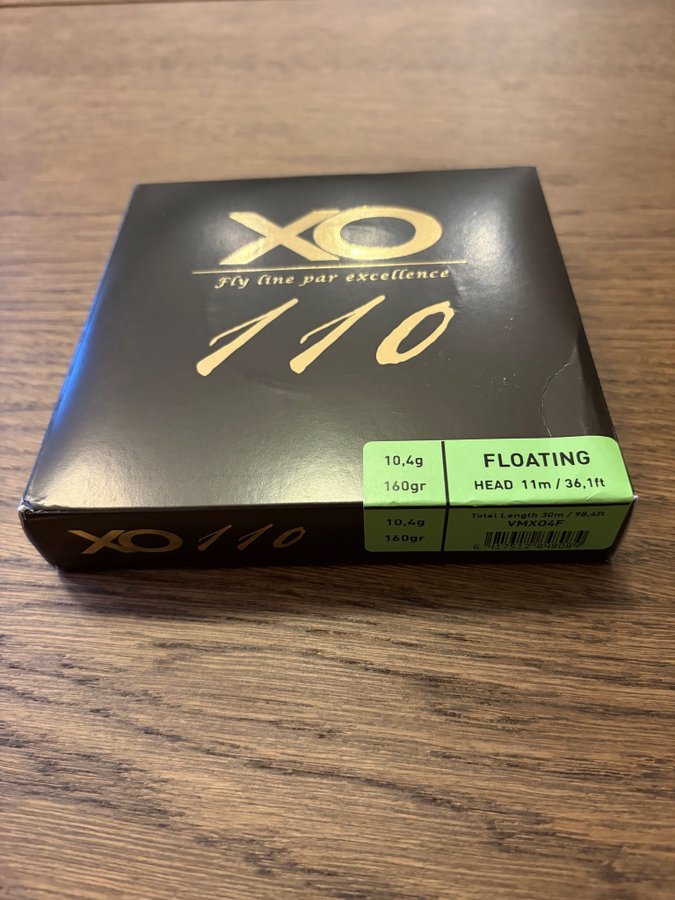 XO
Fly line par excellence
110
10,4g
160gr
FLOATING
HEAD 11m / 36,1ft
XO 110
10,4g
160gr
Total Length 30m / 98,4ft
VMXO4F